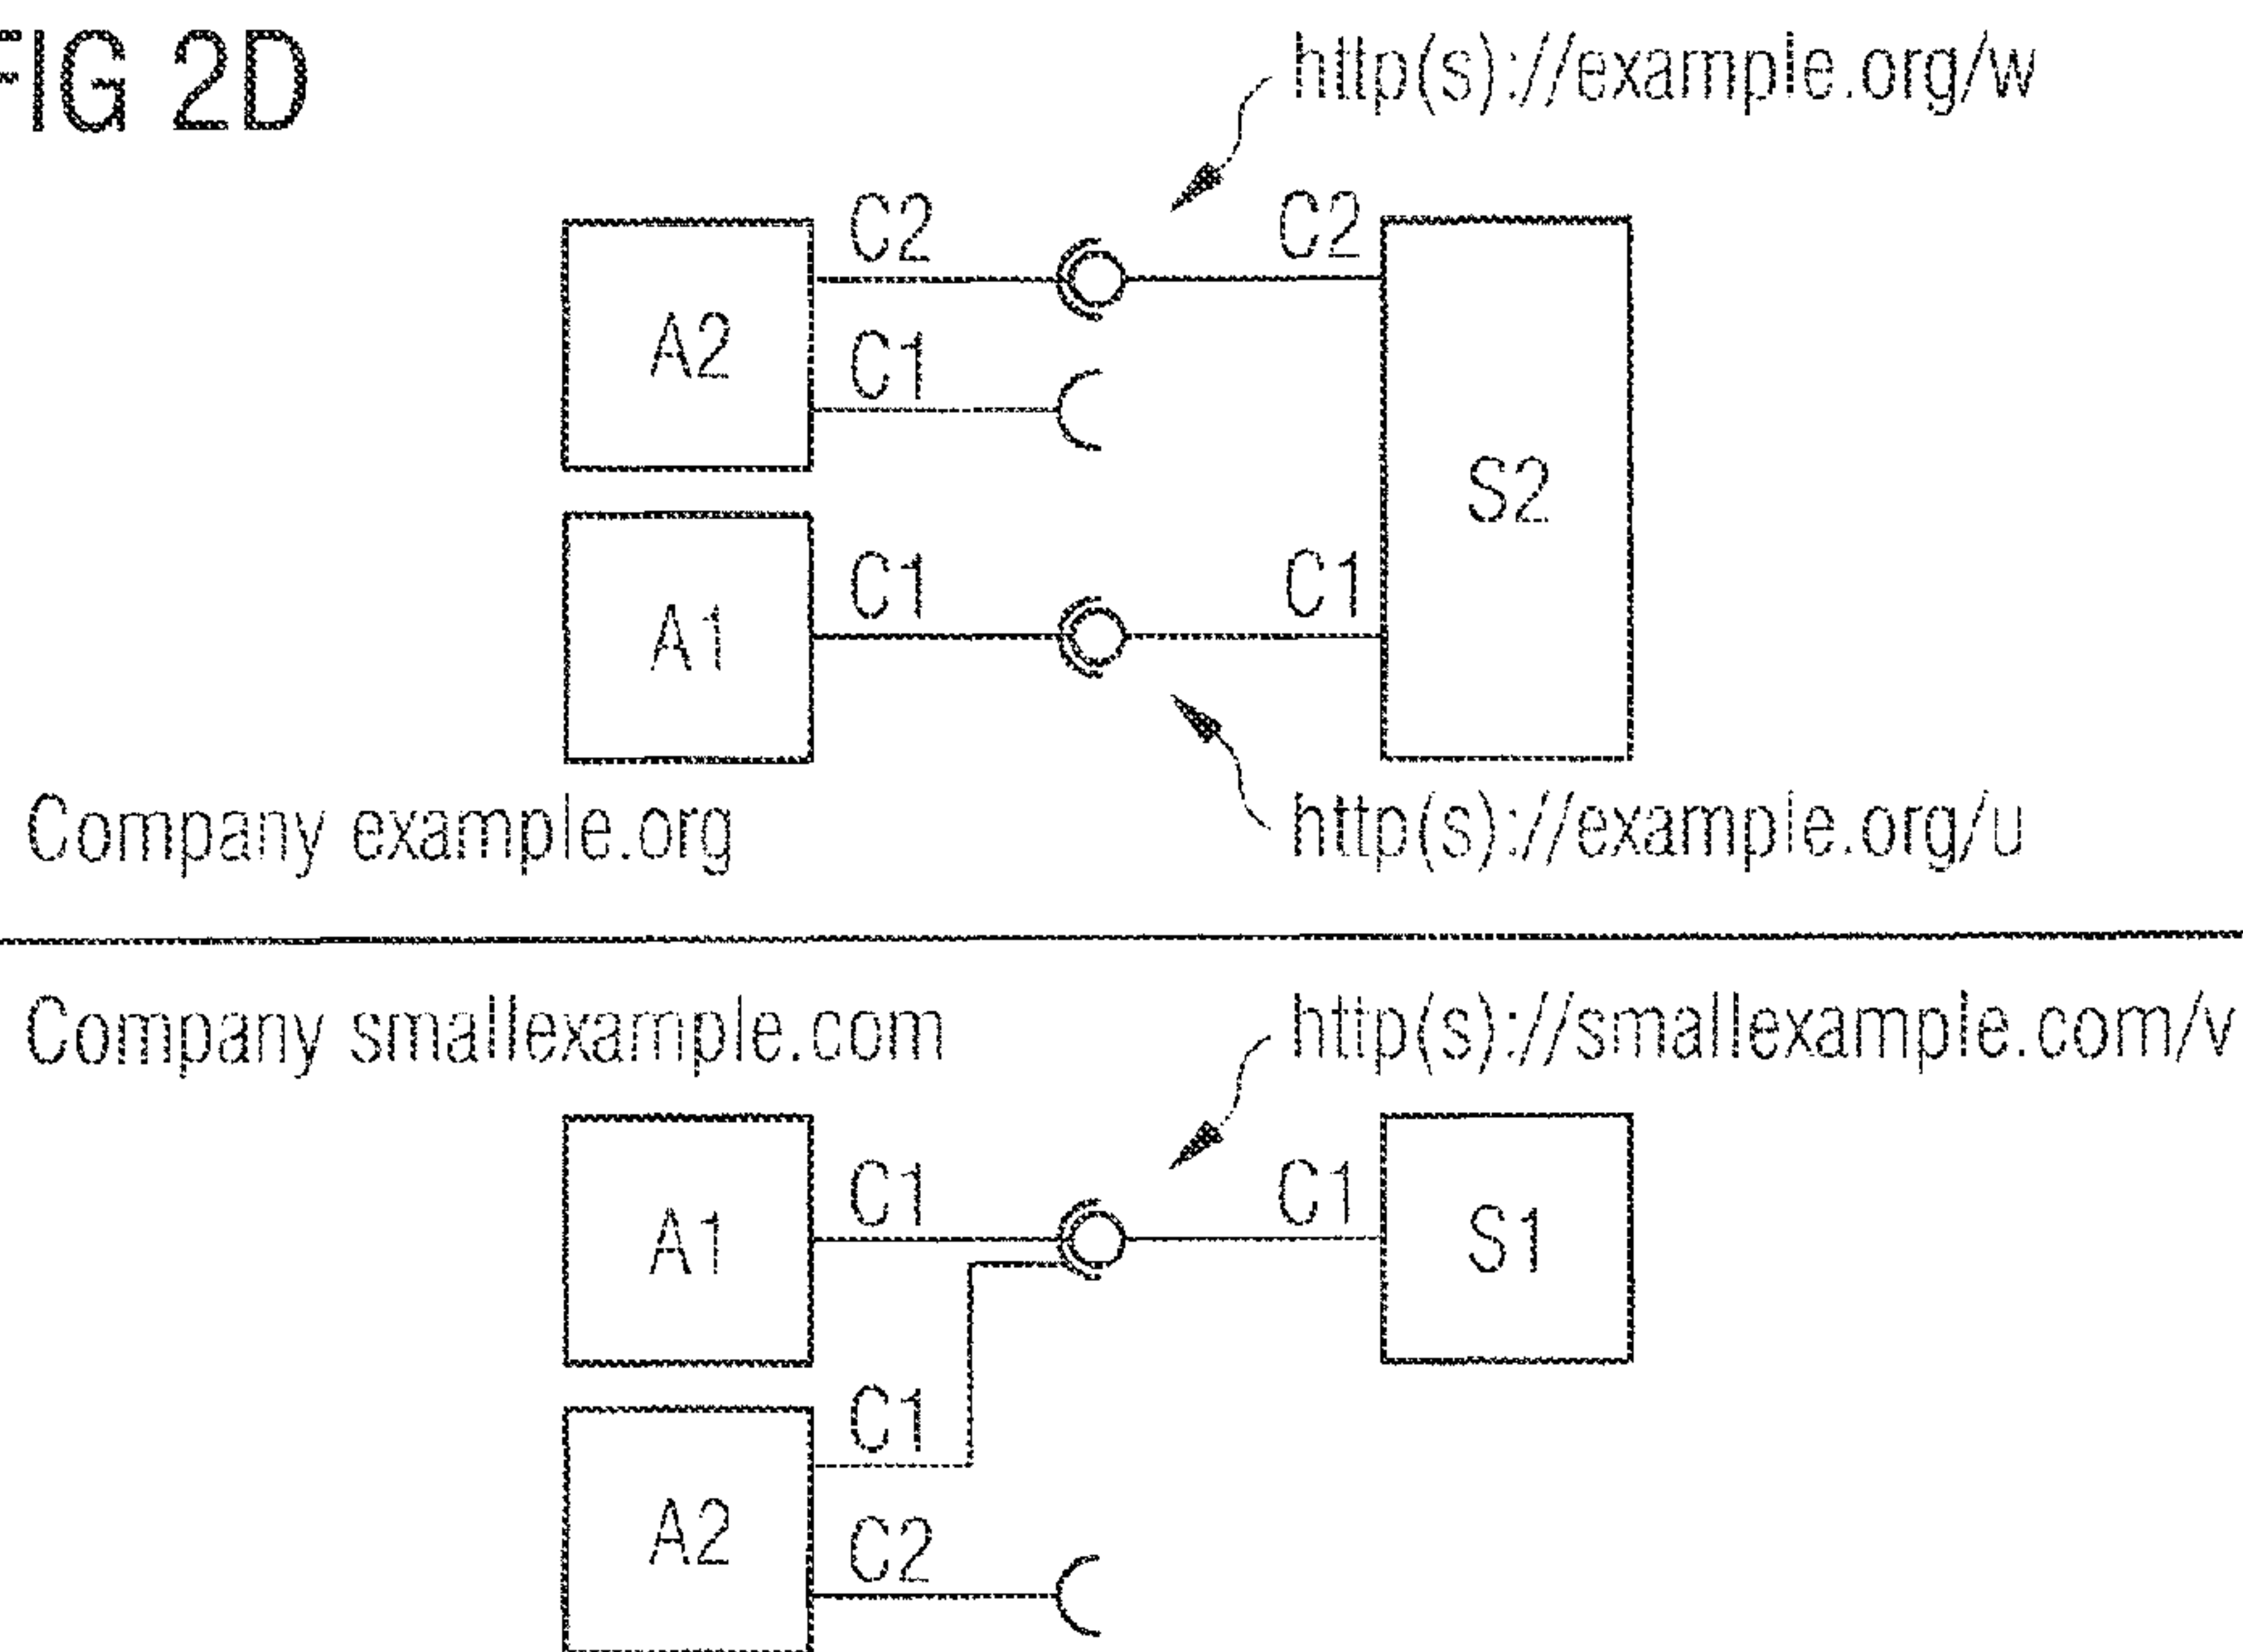 FIG 2D
http(s)://example.org/w
C2
C2
A2
C1
S2
C1
C1
A1
Company example.org
http(s)://example.org/u
Company smallexample.com
http(s)://smallexample.com/v
C1
C1
A1
S1
C1
A2
C2